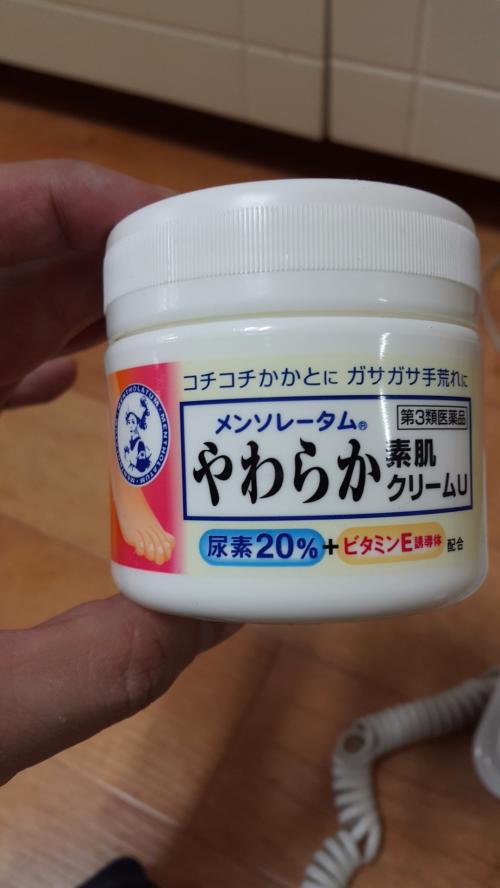 コチコチかかとに ガサガサ手荒れに
メンソレータム®
第3類医薬品
やわらか素肌クリームU
尿素20%+ビタミンE誘導体 配合
MENTHOLATUM